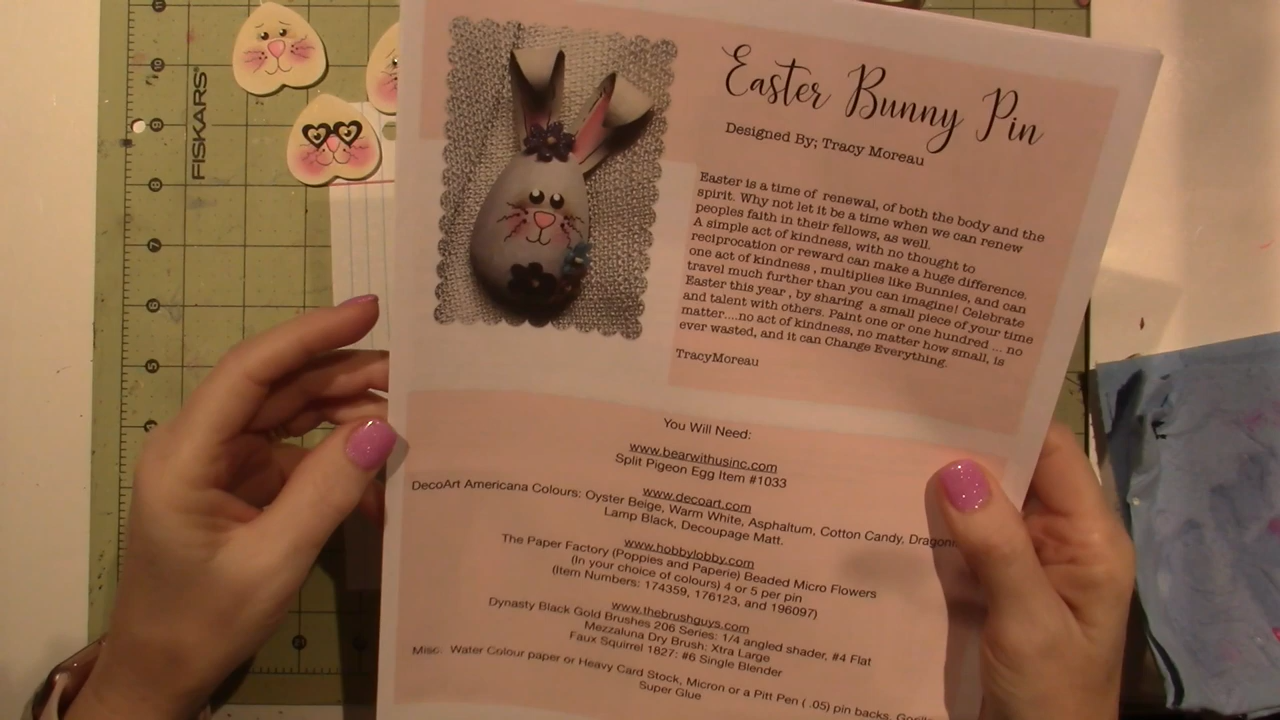 FISKARS®
10
9
8
7
6
5
Easter Bunny Pin
Designed By; Tracy Moreau
Easter is a time of renewal, of both the body and the
spirit. Why not let it be a time when we can renew
peoples faith in their fellows, as well.
A simple act of kindness, with no thought to
reciprocation or reward can make a huge difference.
one act of kindness , multiplies like Bunnies, and can
travel much further than you can imagine! Celebrate
Easter this year , by sharing a small piece of your time
and talent with others. Paint one or one hundred ... no
matter....no act of kindness, no matter how small, is
ever wasted, and it can Change Everything.
TracyMoreau
You Will Need:
www.bearwithusinc.com
Split Pigeon Egg Item #1033
www.decoart.com
DecoArt Americana Colours: Oyster Beige, Warm White, Asphaltum, Cotton Candy,
Lamp Black, Decoupage Matt.
www.hobbylobby.com
The Paper Factory (Poppies and Paperie) Beaded Micro Flowers
(In your choice of colours) 4 or 5 per pin
(Item Numbers: 174359, 176123, and 196097)
www.thebrushguys.com
Dynasty Black Gold Brushes 206 Series: 1/4 angled shader, #4 Flat
Mezzaluna Dry Brush: Xtra Large
Faux Squirrel 1827: #6 Single Blender
Misc: Water Colour paper or Heavy Card Stock, Micron or a Pitt Pen ( .05) pin backs,
Super Glue